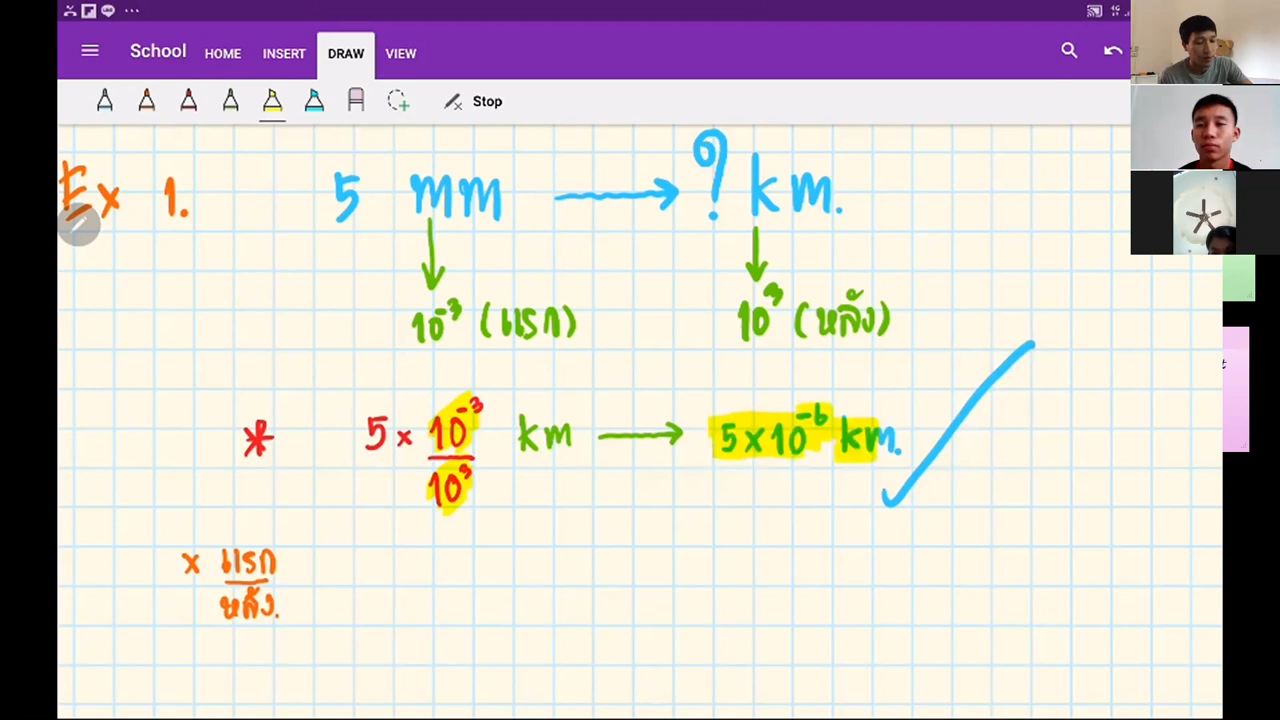 School HOME INSERT DRAW VIEW
Stop
Ex 1. 5 mm → ? km.
10⁻³ (แรก) 10³ (หลัง)
* 5 × 10⁻³/10³ km → 5 × 10⁻⁶ km.
× แรก
หลัง.